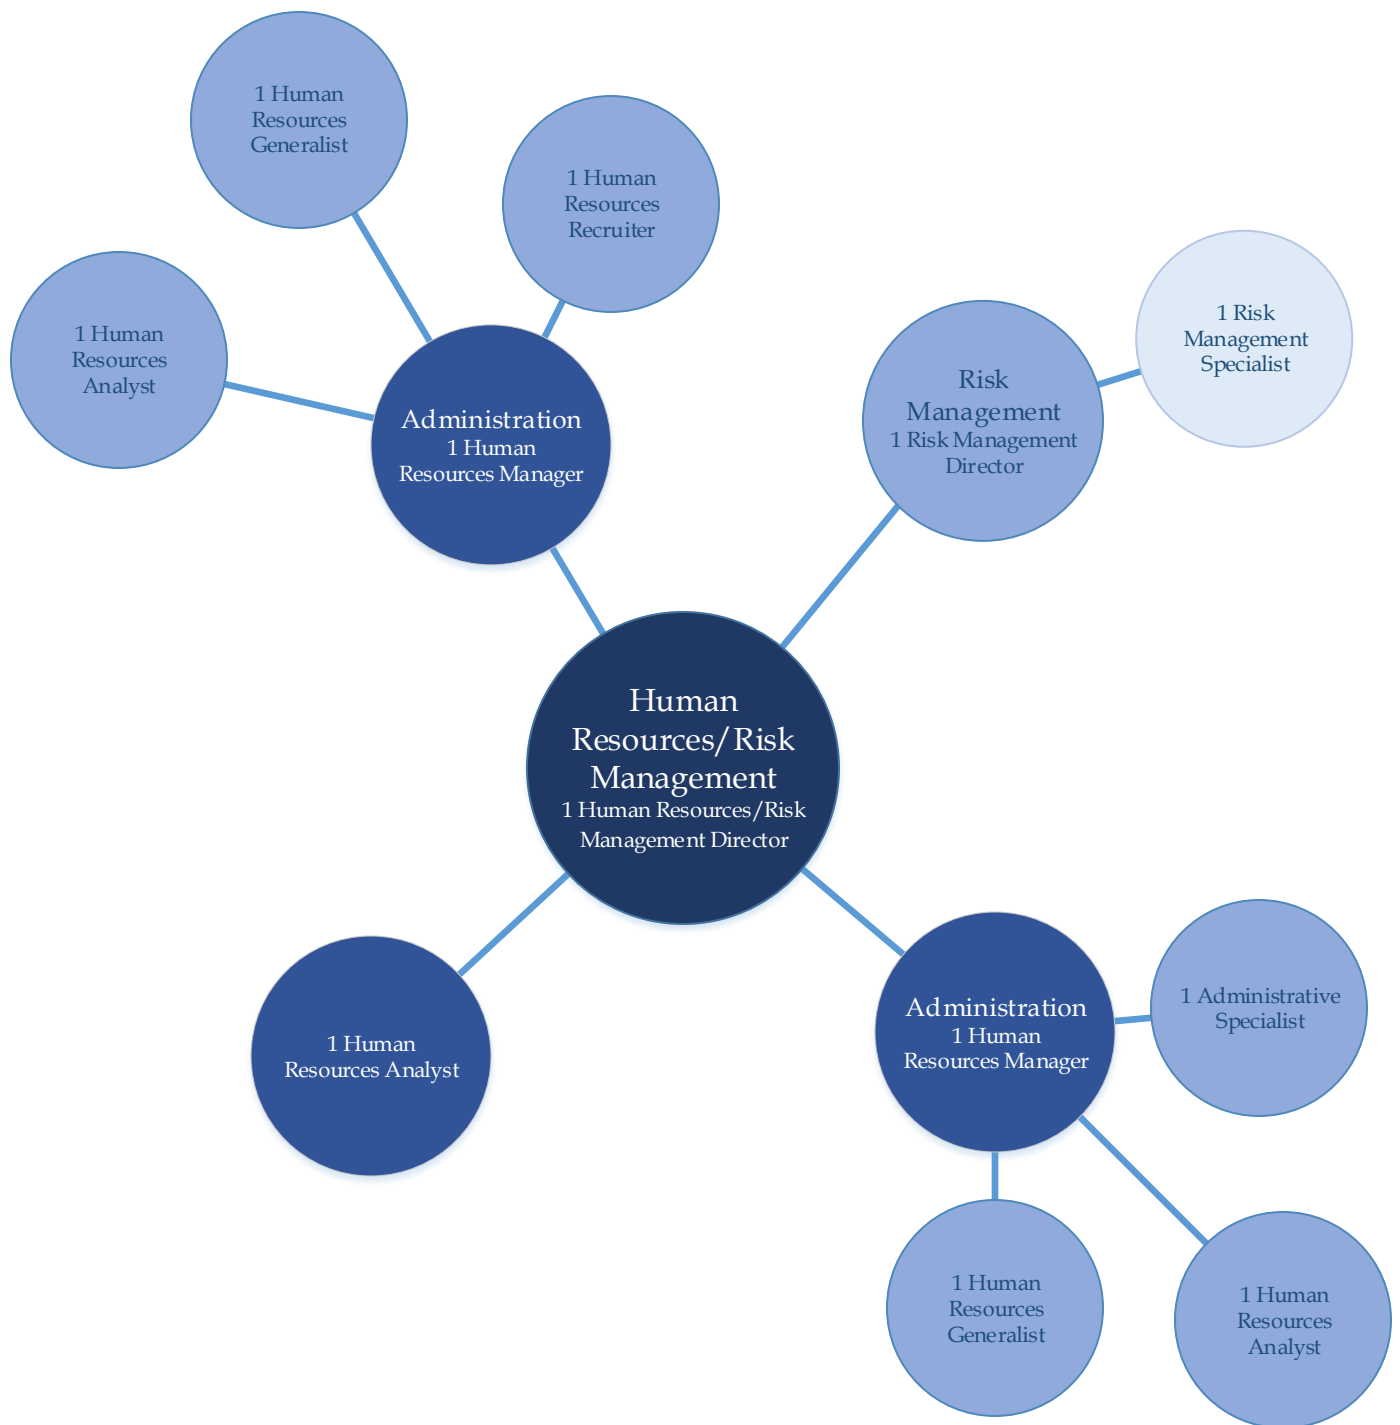 1 Human
Resources
Generalist
1 Human
Resources
Recruiter
1 Human
Resources
Analyst
1 Risk
Management
Specialist
Risk
Management
1 Risk Management
Director
Administration
1 Human
Resources Manager
Human
Resources/Risk
Management
1 Human Resources/Risk
Management Director
1 Human
Resources Analyst
Administration
1 Human
Resources Manager
1 Administrative
Specialist
1 Human
Resources
Generalist
1 Human
Resources
Analyst